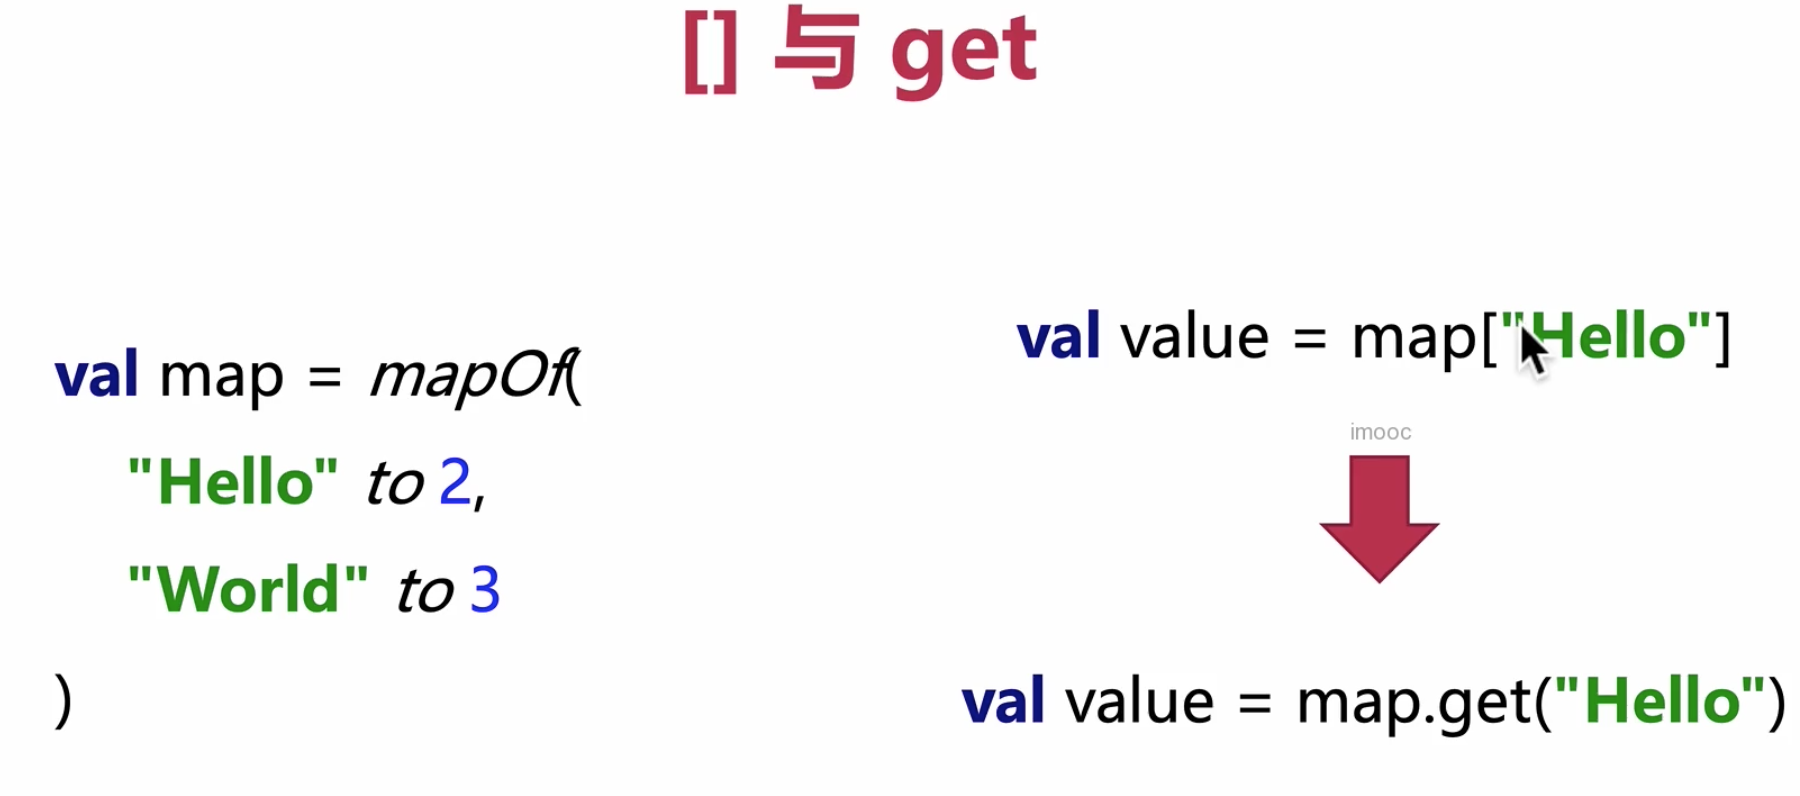 [] 与 get
val map = mapOf(
"Hello" to 2,
"World" to 3
)
val value = map["Hello"]
imooc
val value = map.get("Hello")